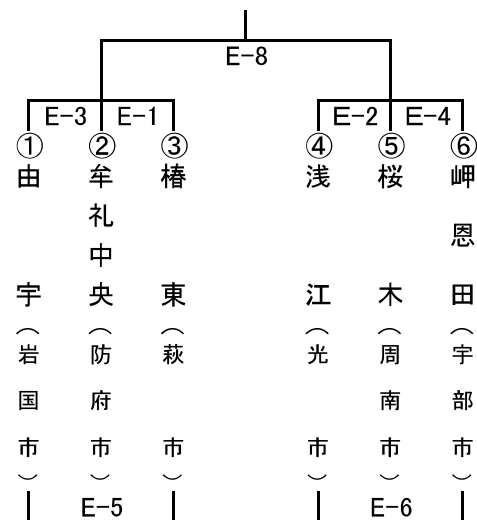 E-8
E-3 E-1 E-2 E-4
① ② ③ ④ ⑤ ⑥
由宇（岩国市）
牟礼中央（防府市）
椿東（萩市）
浅江（光市）
桜木（周南市）
岬恩田（宇部市）
E-5 E-6